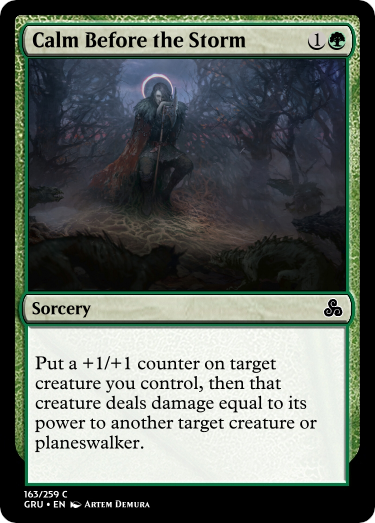 Calm Before the Storm 1
Sorcery
Put a +1/+1 counter on target
creature you control, then that
creature deals damage equal to its
power to another target creature or
planeswalker.
163/259 C
GRU • EN Artem Demura